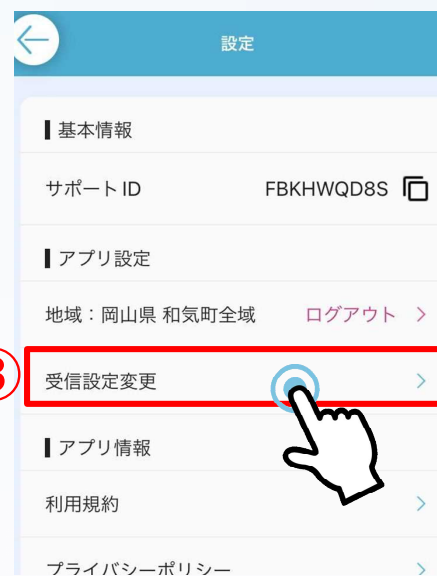 設定
基本情報
サポートID FBKHWQD8S
アプリ設定
地域：岡山県 和気町全域 ログアウト
③
受信設定変更
アプリ情報
利用規約
プライバシーポリシー